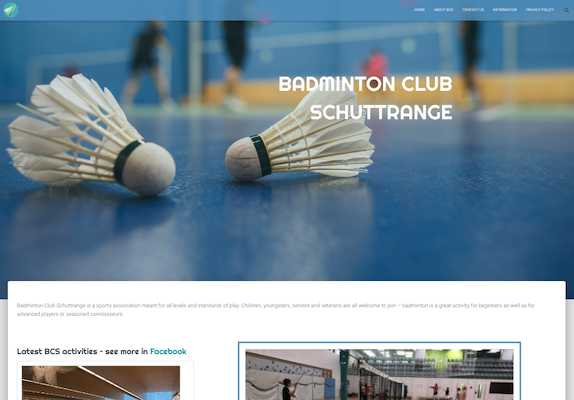 HOME ABOUT BCS CONTACT US INFORMATION PRIVACY POLICY
BADMINTON CLUB
SCHUTTRANGE
Badminton Club Schuttrange is a sports association meant for all levels and standards of play. Children, youngsters, seniors and veterans are all welcome to join – badminton is a great activity for beginners as well as for
advanced players or seasoned connoisseurs.
Latest BCS activities – see more in Facebook